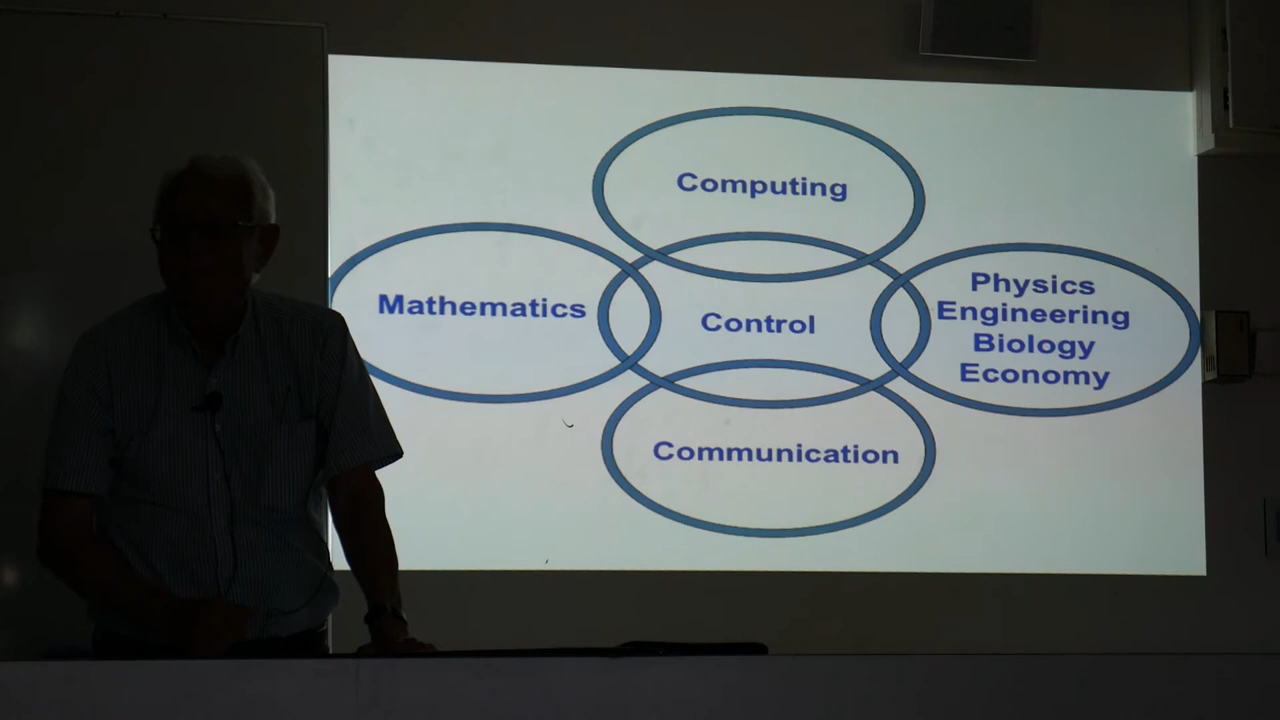 Computing
Mathematics
Control
Physics
Engineering
Biology
Economy
Communication